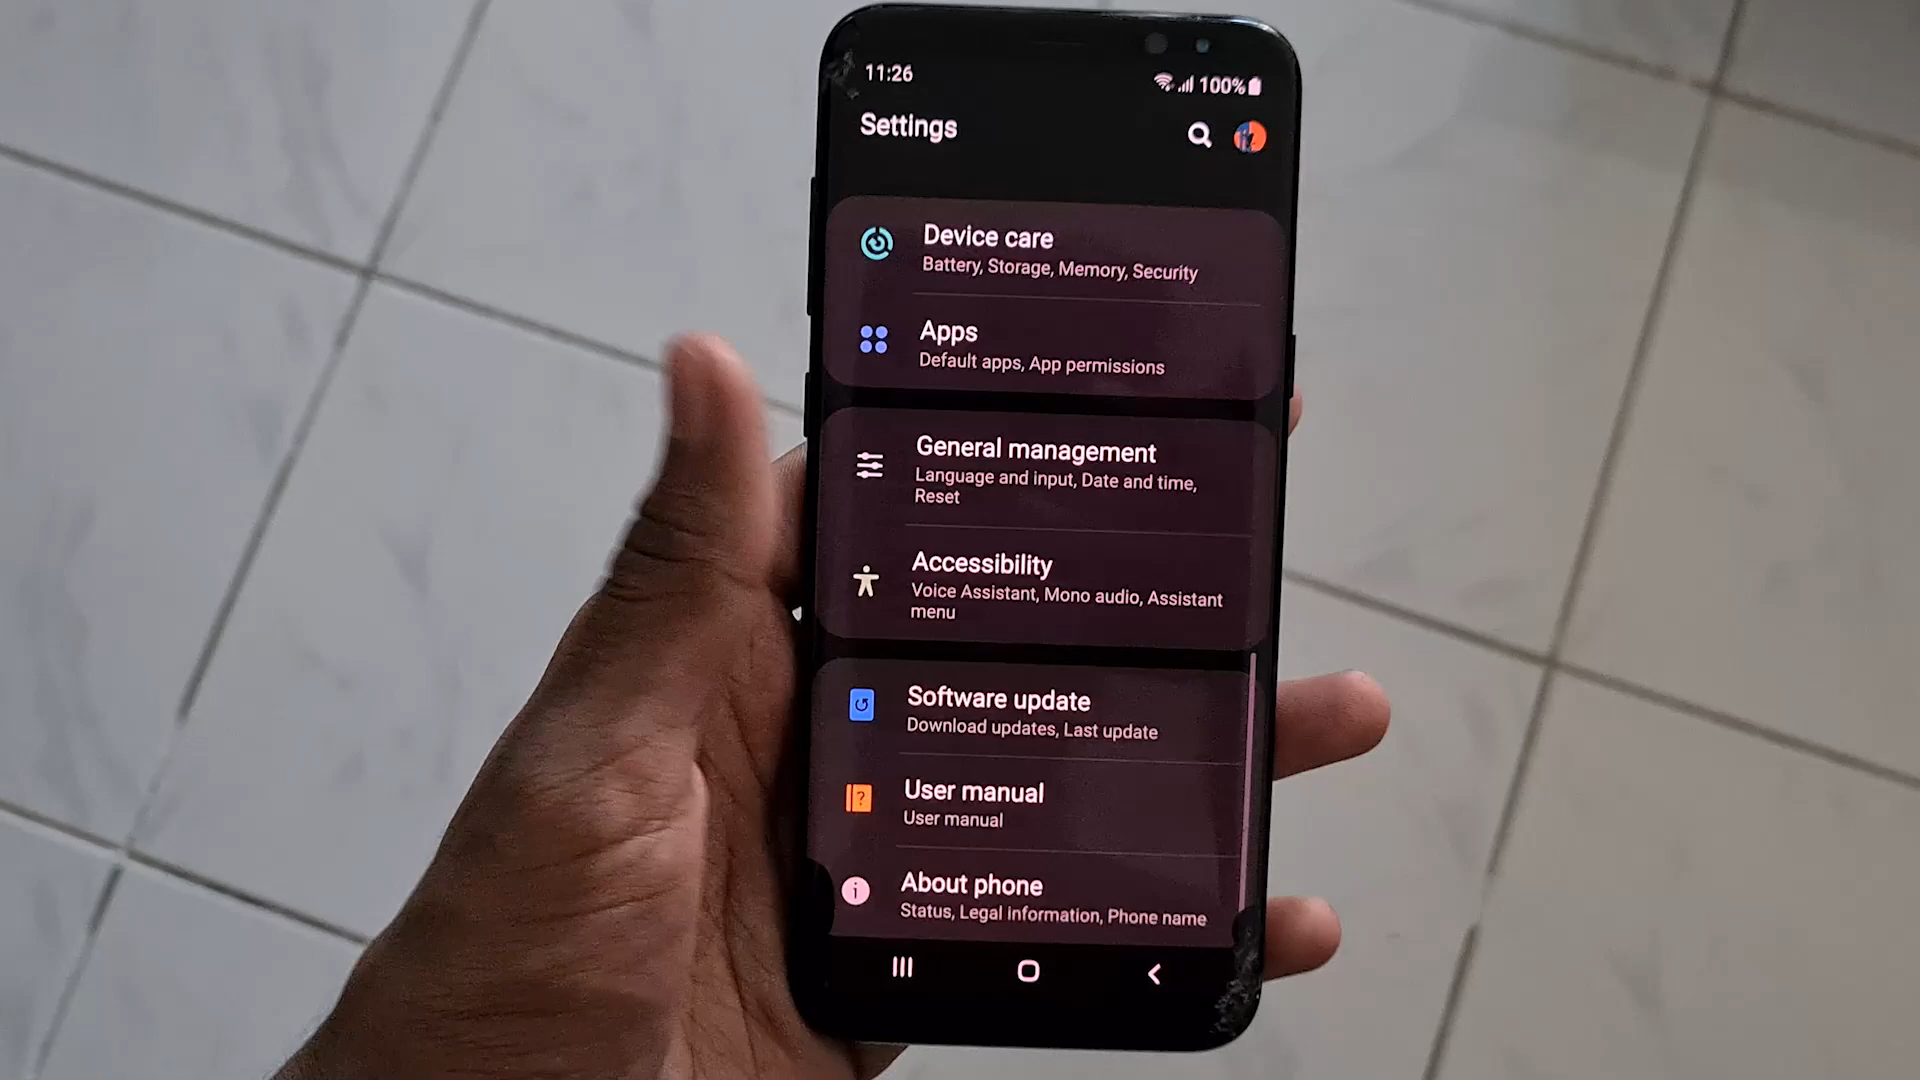 11:26
100%
Settings
Device care
Battery, Storage, Memory, Security
Apps
Default apps, App permissions
General management
Language and input, Date and time,
Reset
Accessibility
Voice Assistant, Mono audio, Assistant
menu
Software update
Download updates, Last update
User manual
User manual
About phone
Status, Legal information, Phone name